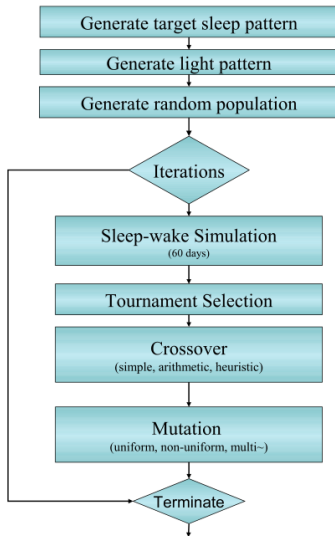 Generate target sleep pattern
Generate light pattern
Generate random population
Iterations
Sleep-wake Simulation
(60 days)
Tournament Selection
Crossover
(simple, arithmetic, heuristic)
Mutation
(uniform, non-uniform, multi~)
Terminate